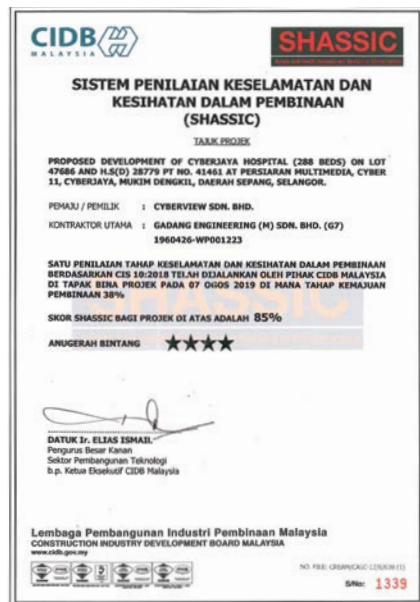 CIDB
MALAYSIA
SHASSIC
SISTEM PENILAIAN KESELAMATAN DAN
KESIHATAN DALAM PEMBINAAN
(SHASSIC)
TAJUK PROJEK
PROPOSED DEVELOPMENT OF CYBERJAYA HOSPITAL (288 BEDS) ON LOT
47686 AND H.S(D) 28779 PT NO. 41461 AT PERSIARAN MULTIMEDIA, CYBER
11, CYBERJAYA, MUKIM DENGKIL, DAERAH SEPANG, SELANGOR.
PEMAJU / PEMILIK : CYBERVIEW SDN. BHD.
KONTRAKTOR UTAMA : GADANG ENGINEERING (M) SDN. BHD. (G7)
1960426-WP001223
SATU PENILAIAN TAHAP KESELAMATAN DAN KESIHATAN DALAM PEMBINAAN
BERDASARKAN CIS 10:2018 TELAH DIJALANKAN OLEH PIHAK CIDB MALAYSIA
DI TAPAK BINA PROJEK PADA 07 OGOS 2019 DI MANA TAHAP KEMAJUAN
PEMBINAAN 38%
SKOR SHASSIC BAGI PROJEK DI ATAS ADALAH 85%
ANUGERAH BINTANG ★★★★
DATUK Ir. ELIAS ISMAIL
Pengurus Besar Kanan
Sektor Pembangunan Teknologi
b.p. Ketua Eksekutif CIDB Malaysia
Lembaga Pembangunan Industri Pembinaan Malaysia
CONSTRUCTION INDUSTRY DEVELOPMENT BOARD MALAYSIA
www.cidb.gov.my
S/No: 1339